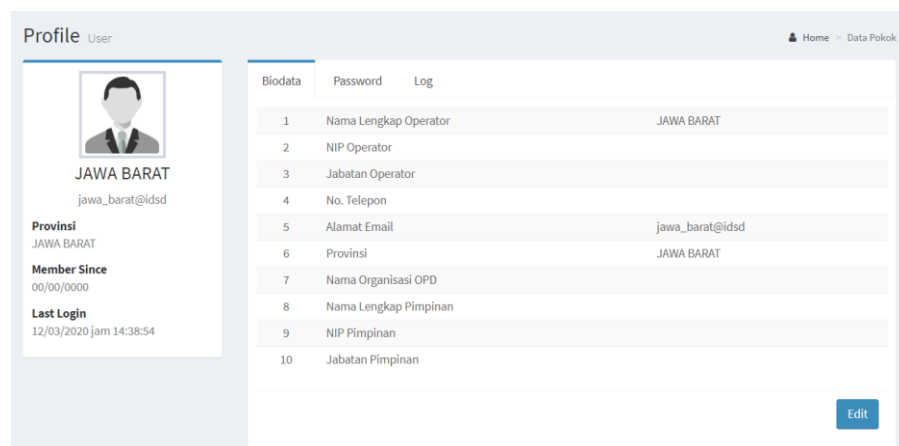 Profile User
Home > Data Pokok
JAWA BARAT
jawa_barat@idsd
Provinsi
JAWA BARAT
Member Since
00/00/0000
Last Login
12/03/2020 jam 14:38:54
Biodata Password Log
1 Nama Lengkap Operator JAWA BARAT
2 NIP Operator
3 Jabatan Operator
4 No. Telepon
5 Alamat Email jawa_barat@idsd
6 Provinsi JAWA BARAT
7 Nama Organisasi OPD
8 Nama Lengkap Pimpinan
9 NIP Pimpinan
10 Jabatan Pimpinan
Edit